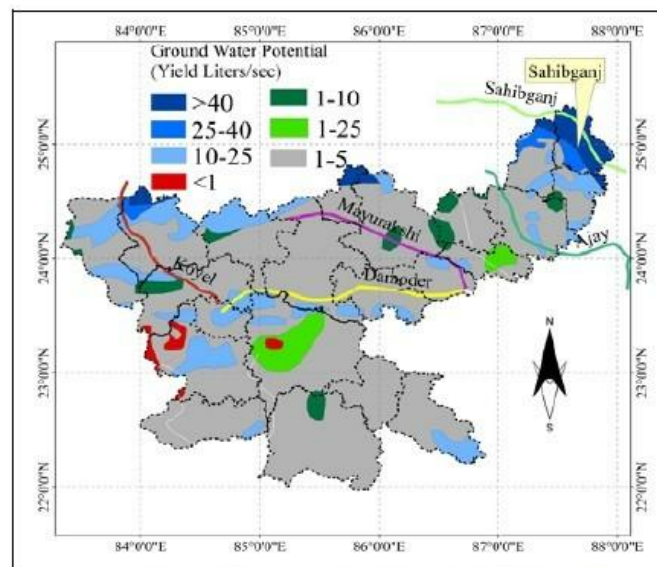 84°0'0"E 85°0'0"E 86°0'0"E 87°0'0"E 88°0'0"E
Ground Water Potential
(Yield Liters/sec)
>40
25-40
10-25
<1
1-10
1-25
1-5
Sahibganj
Sahibganj
Mayurakshi
Ajay
Koyel
Damoder
25°0'0"N
24°0'0"N
23°0'0"N
22°0'0"N
25°0'0"N
24°0'0"N
23°0'0"N
22°0'0"N
N
S
84°0'0"E 85°0'0"E 86°0'0"E 87°0'0"E 88°0'0"E